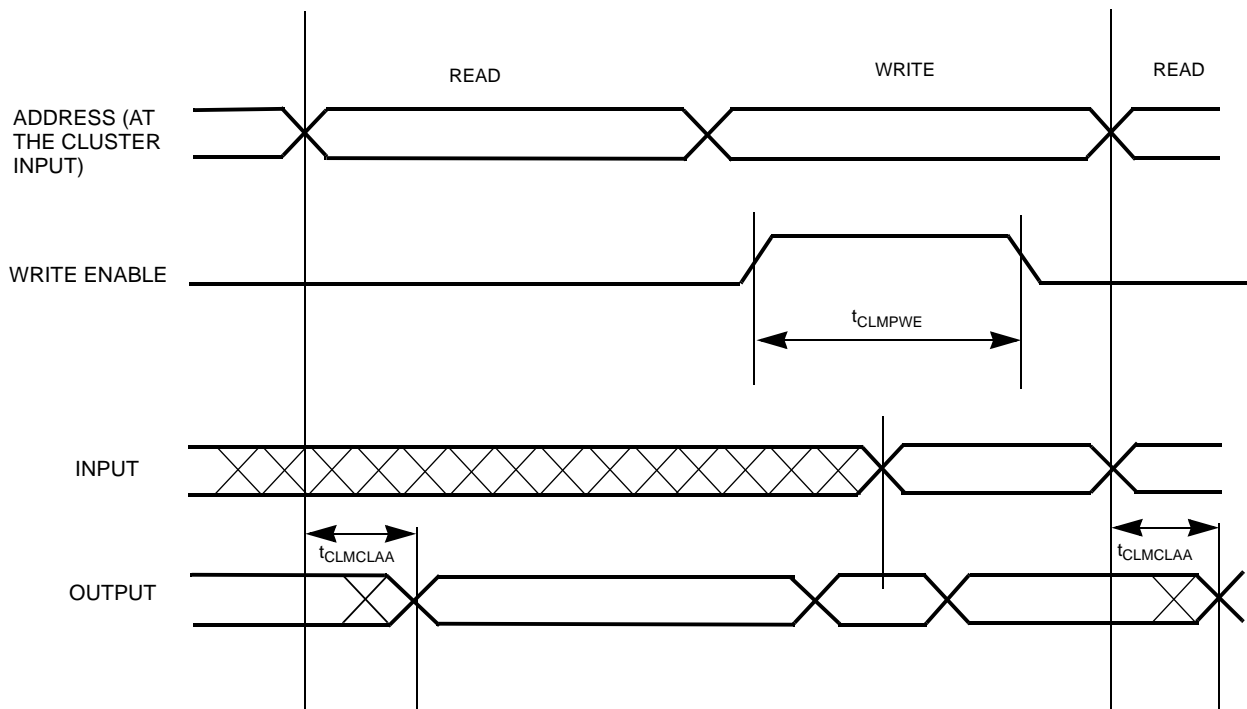 READ
WRITE
READ
ADDRESS (AT
THE CLUSTER
INPUT)
WRITE ENABLE
tCLMPWE
INPUT
tCLMCLAA
tCLMCLAA
OUTPUT